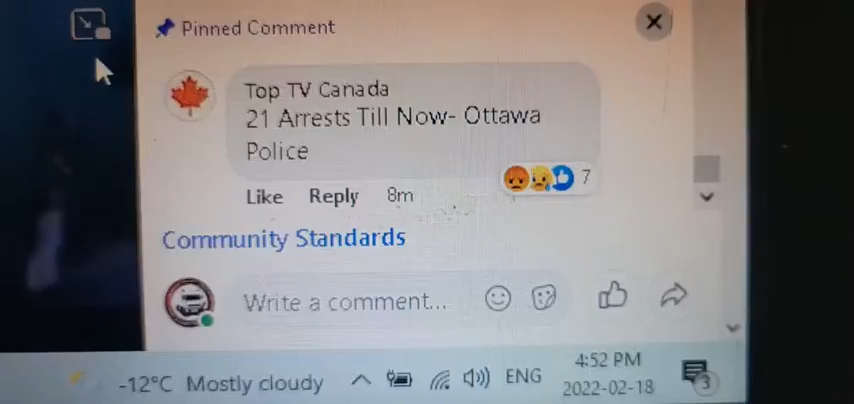 Pinned Comment
Top TV Canada
21 Arrests Till Now- Ottawa
Police
7
Like Reply 8m
Community Standards
Write a comment...
4:52 PM
-12°C Mostly cloudy ENG
2022-02-18
3